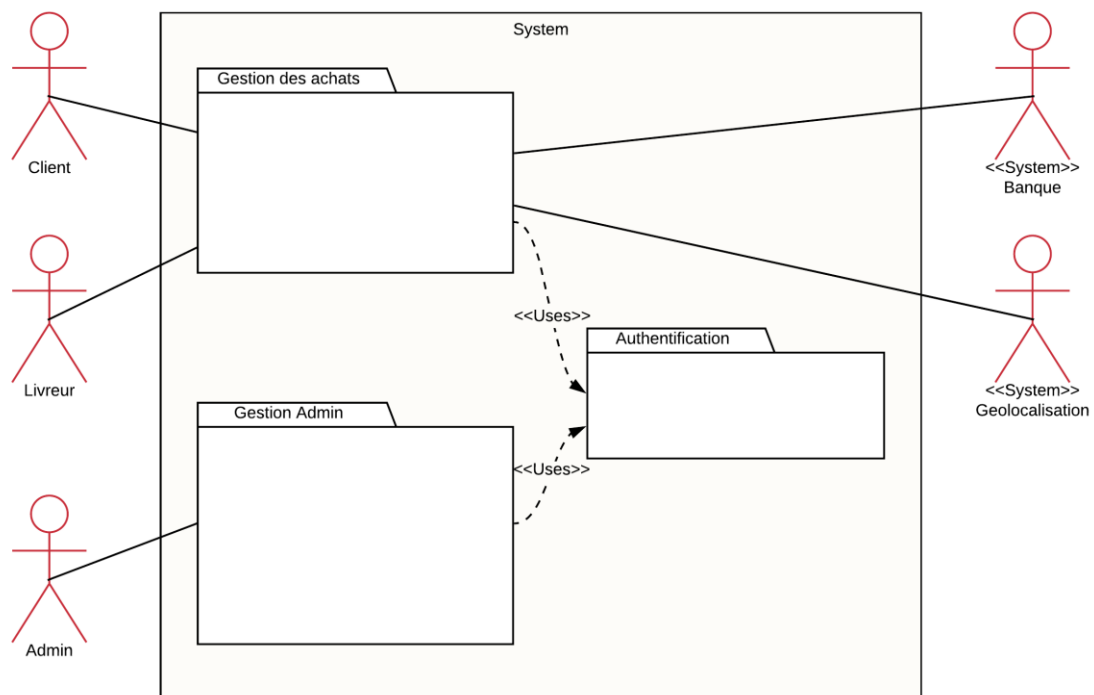 System
Gestion des achats
Client
<<System>>
Banque
<<Uses>>
Authentification
Livreur
<<System>>
Geolocalisation
Gestion Admin
<<Uses>>
Admin